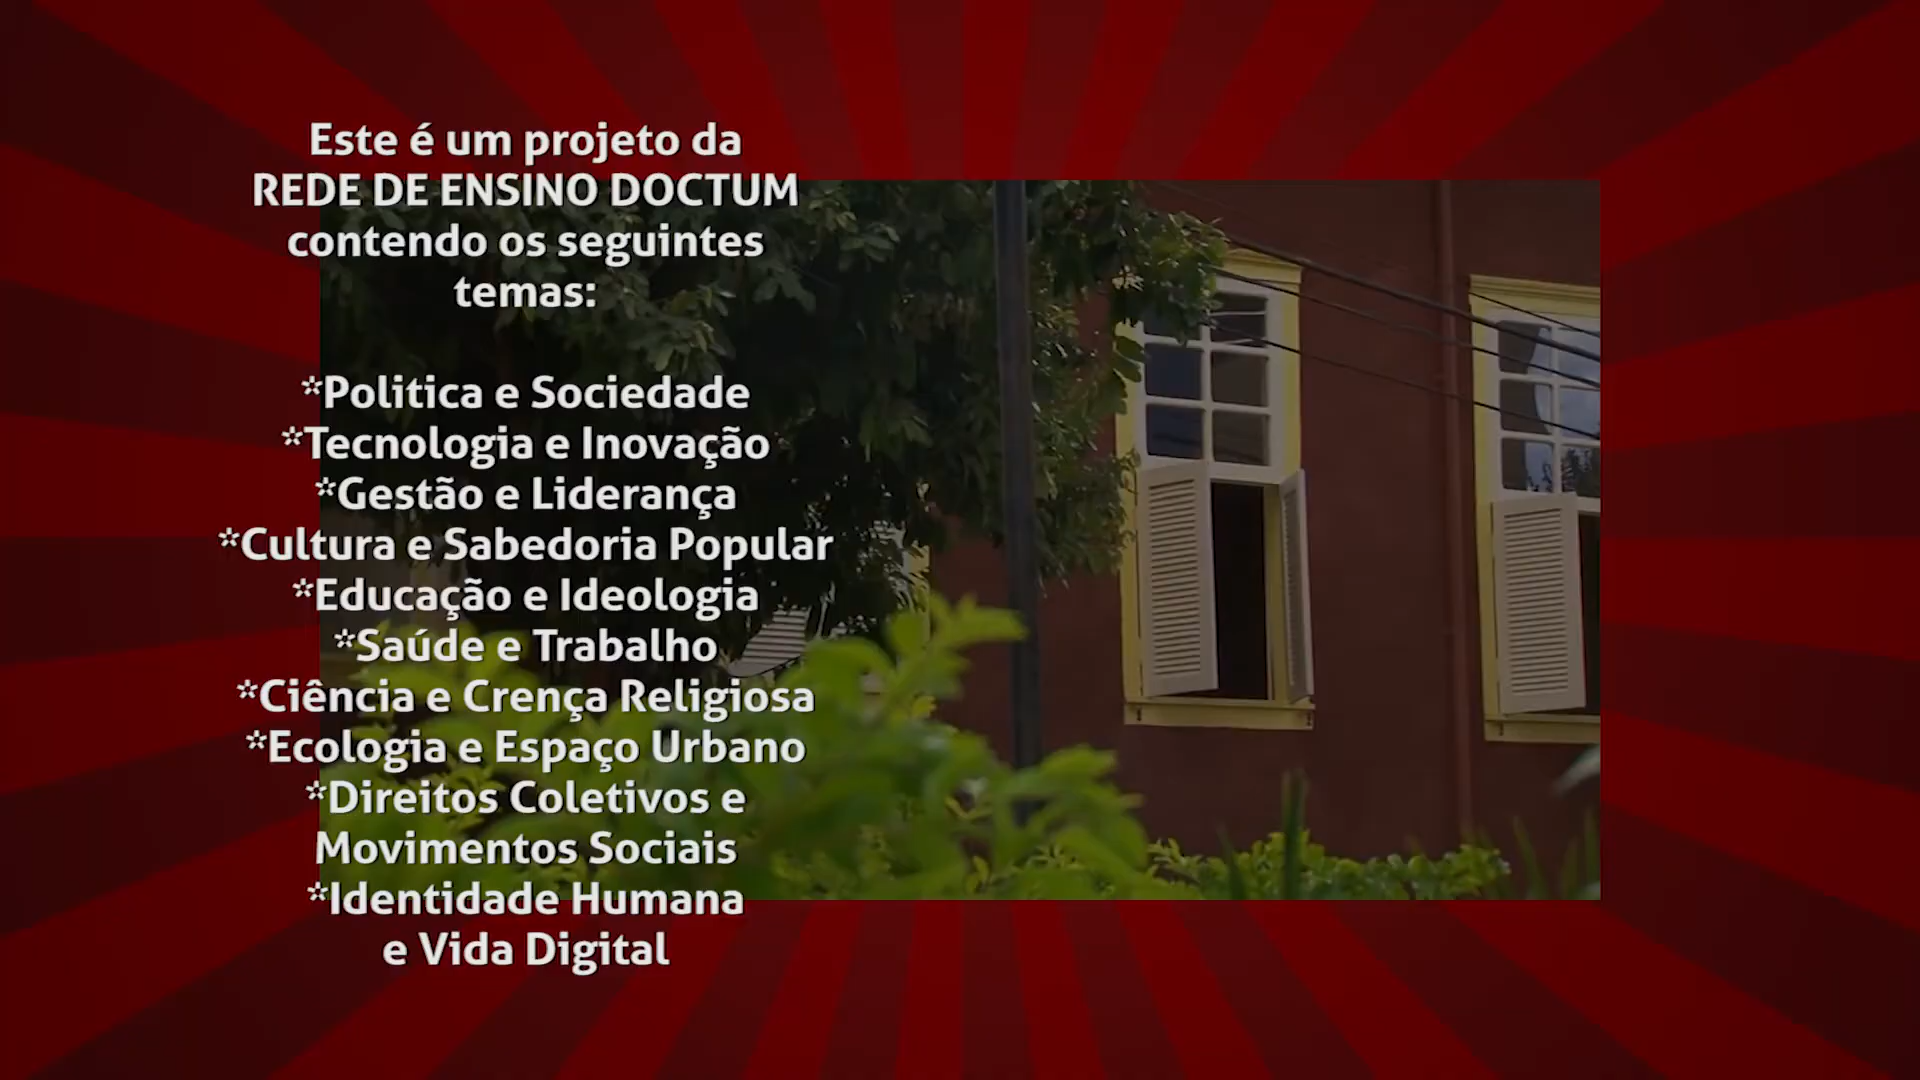 Este é um projeto da
REDE DE ENSINO DOCTUM
contendo os seguintes
temas:
*Politica e Sociedade
*Tecnologia e Inovação
*Gestão e Liderança
*Cultura e Sabedoria Popular
*Educação e Ideologia
*Saúde e Trabalho
*Ciência e Crença Religiosa
*Ecologia e Espaço Urbano
*Direitos Coletivos e
Movimentos Sociais
*Identidade Humana
e Vida Digital